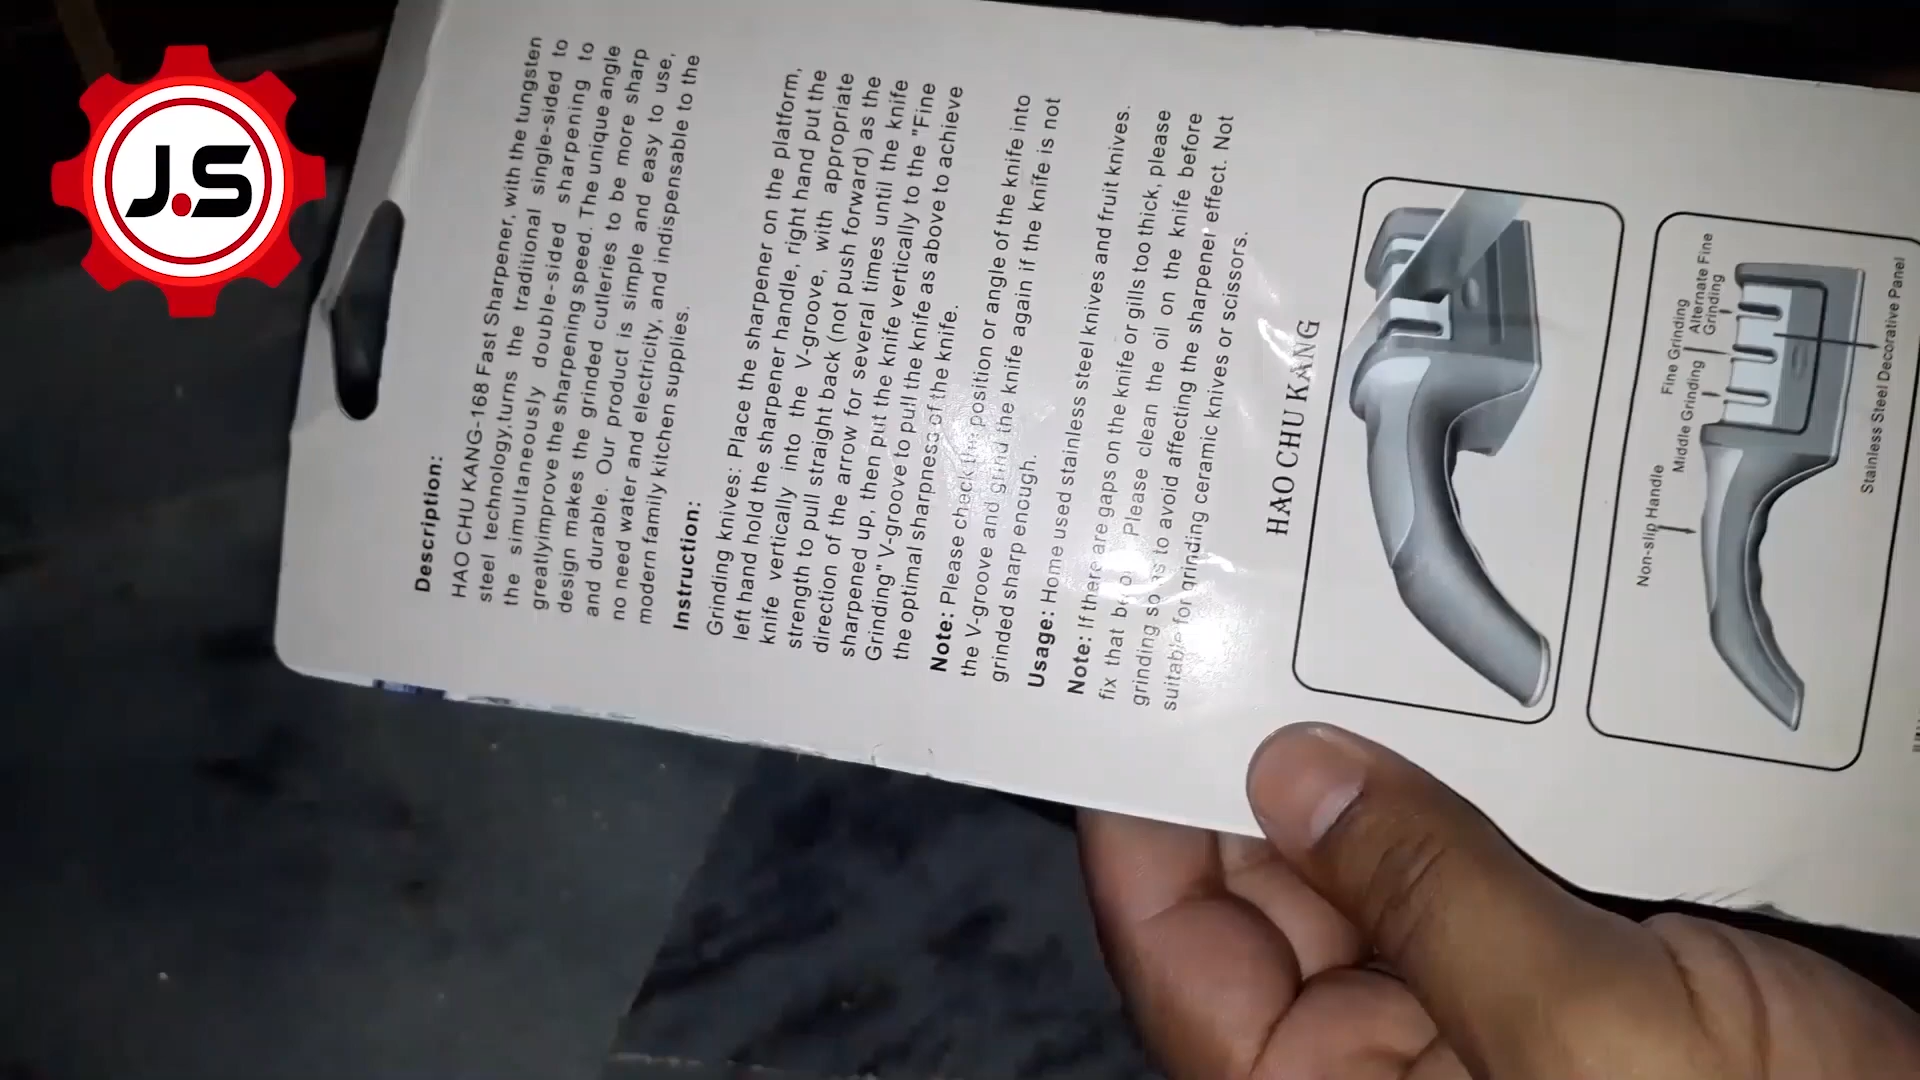 J.S
Description:
HAO CHU KANG-168 Fast Sharpener, with the tungsten
steel technology,turns the traditional single-sided to
the simultaneously double-sided sharpening to
greatlyimprove the sharpening speed. The unique angle
design makes the grinded cutleries to be more sharp
and durable. Our product is simple and easy to use,
no need water and electricity, and indispensable to the
modern family kitchen supplies.
Instruction:
Grinding knives: Place the sharpener on the platform,
left hand hold the sharpener handle, right hand put the
knife vertically into the V-groove, with appropriate
strength to pull straight back (not push forward) as the
direction of the arrow for several times until the knife
sharpened up, then put the knife vertically to the "Fine
Grinding" V-groove to pull the knife as above to achieve
the optimal sharpness of the knife.
Note: Please check the position or angle of the knife into
the V-groove and grind the knife again if the knife is not
grinded sharp enough.
Usage: Home used stainless steel knives and fruit knives.
Note: If there are gaps on the knife or gills too thick, please
fix that before. Please clean the oil on the knife before
grinding so as to avoid affecting the sharpener effect. Not
suitable for grinding ceramic knives or scissors.
HAO CHU KANG
Non-slip Handle
Middle Grinding
Fine Grinding
Alternate Fine
Grinding
Stainless Steel Decorative Panel